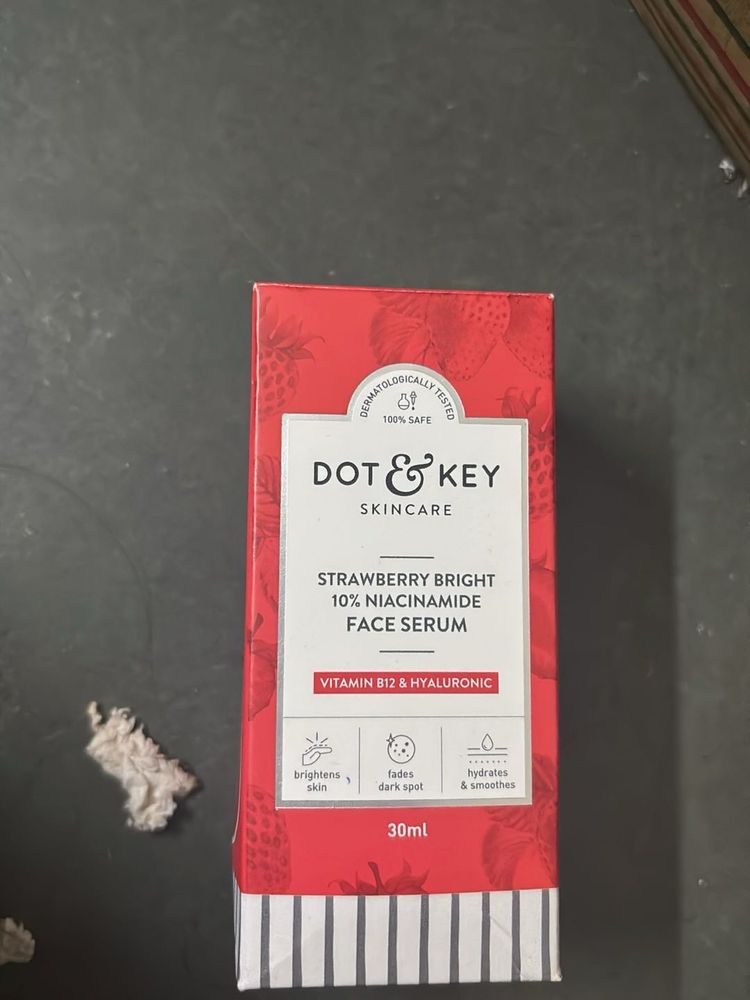 DERMATOLOGICALLY TESTED
100% SAFE
DOT & KEY
SKINCARE
STRAWBERRY BRIGHT
10% NIACINAMIDE
FACE SERUM
VITAMIN B12 & HYALURONIC
brightens
skin
fades
dark spot
hydrates
& smoothes
30ml